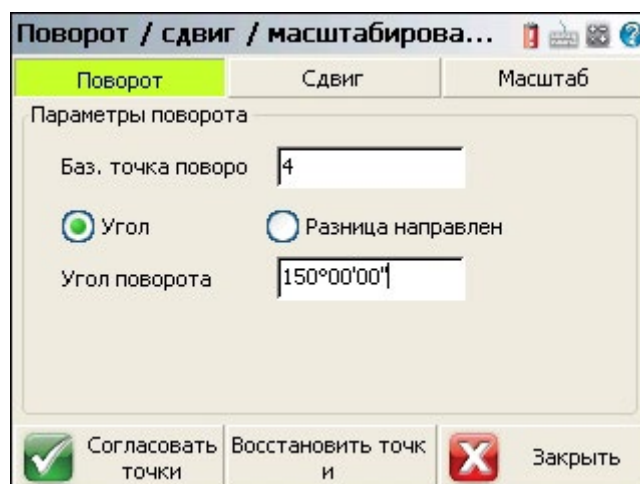 Поворот / сдвиг / масштабирова...
Поворот Сдвиг Масштаб
Параметры поворота
Баз. точка поворо 4
Угол Разница направлен
Угол поворота 150°00'00"
Согласовать точки
Восстановить точк
и
Закрыть